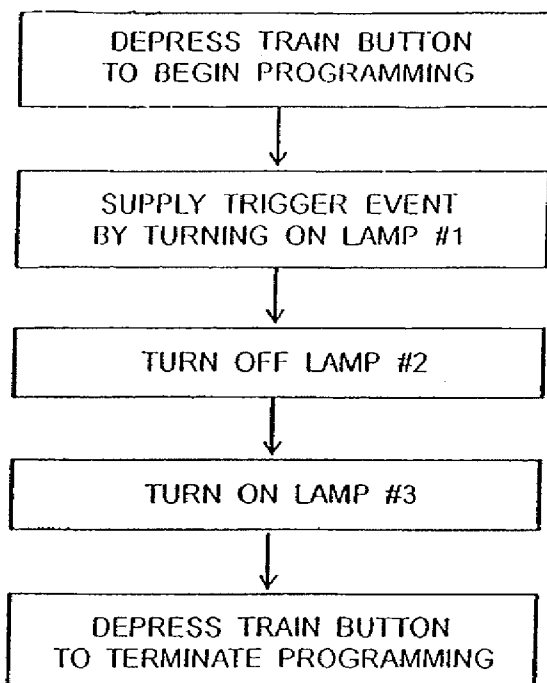 DEPRESS TRAIN BUTTON
TO BEGIN PROGRAMMING
SUPPLY TRIGGER EVENT
BY TURNING ON LAMP #1
TURN OFF LAMP #2
TURN ON LAMP #3
DEPRESS TRAIN BUTTON
TO TERMINATE PROGRAMMING